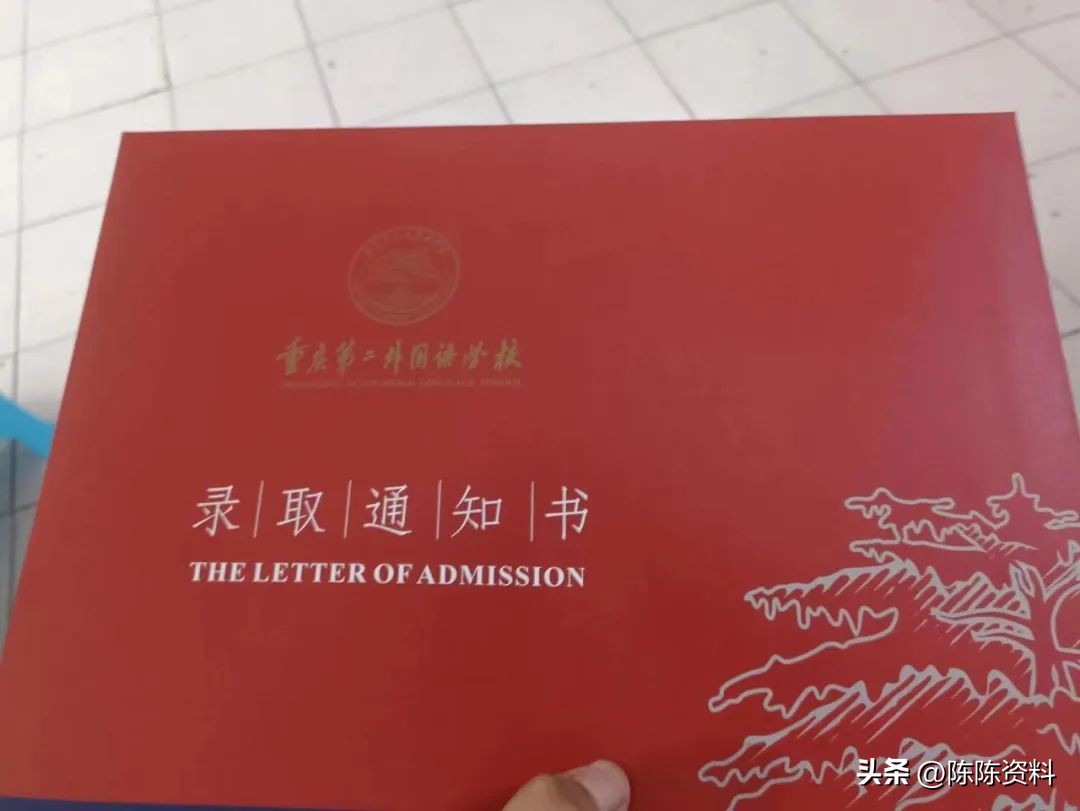 重庆第二外国语学校
录取通知书
THE LETTER OF ADMISSION
头条 @陈陈资料